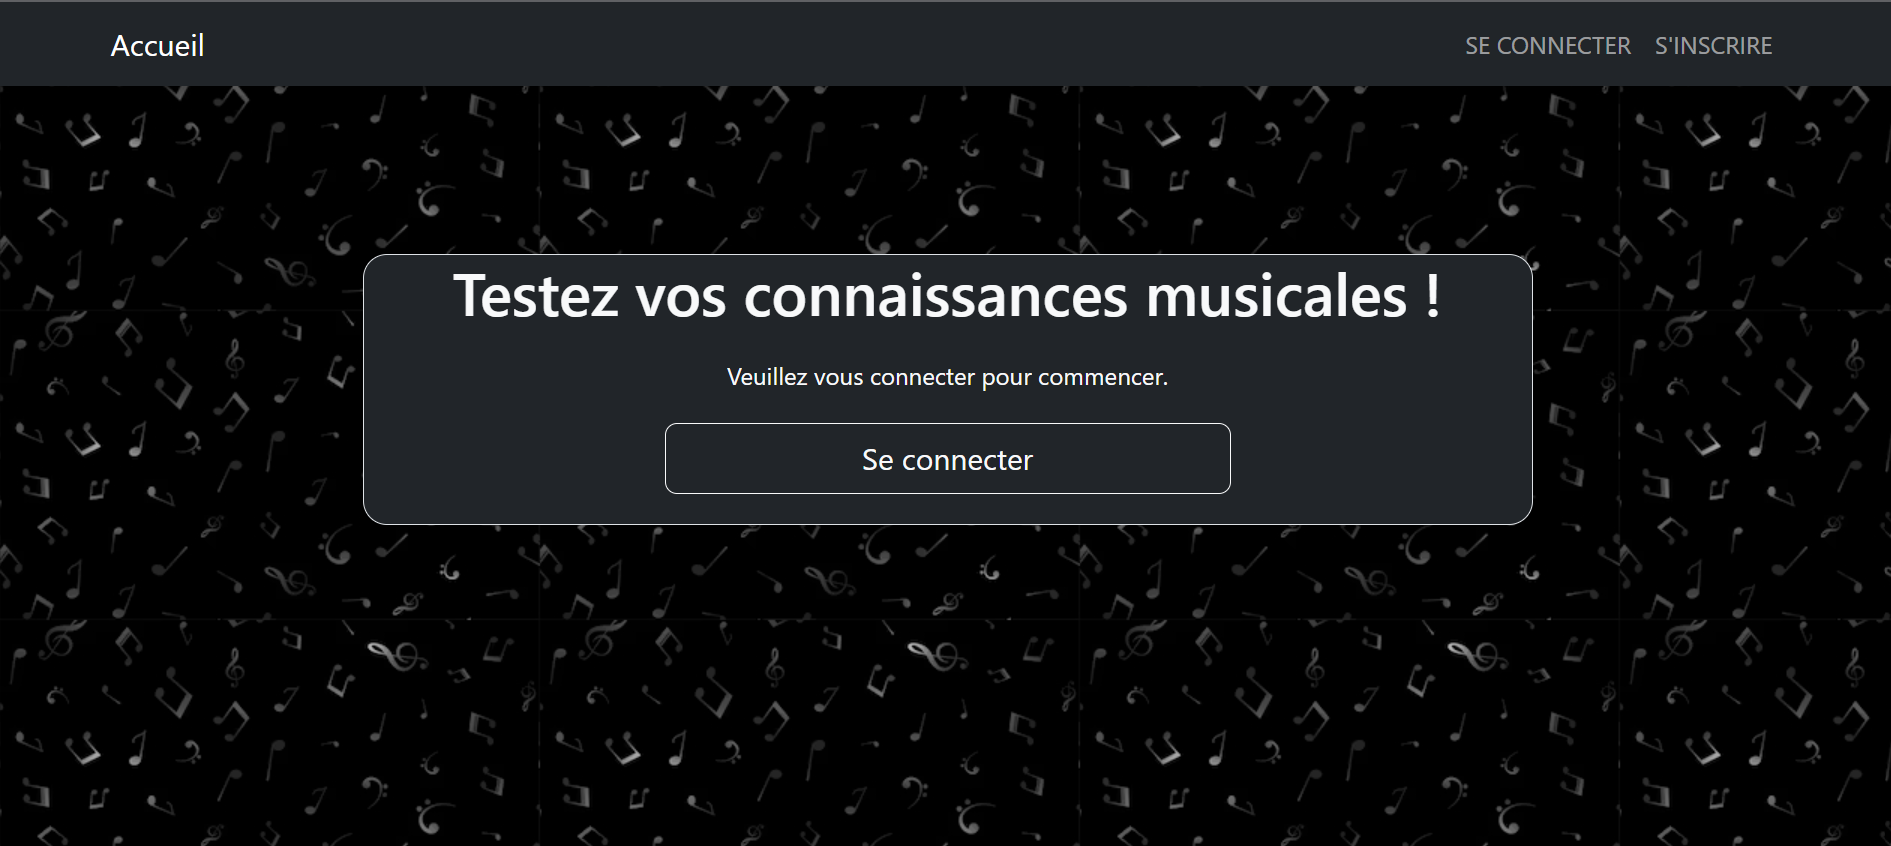 Accueil
SE CONNECTER
S'INSCRIRE
Testez vos connaissances musicales !
Veuillez vous connecter pour commencer.
Se connecter